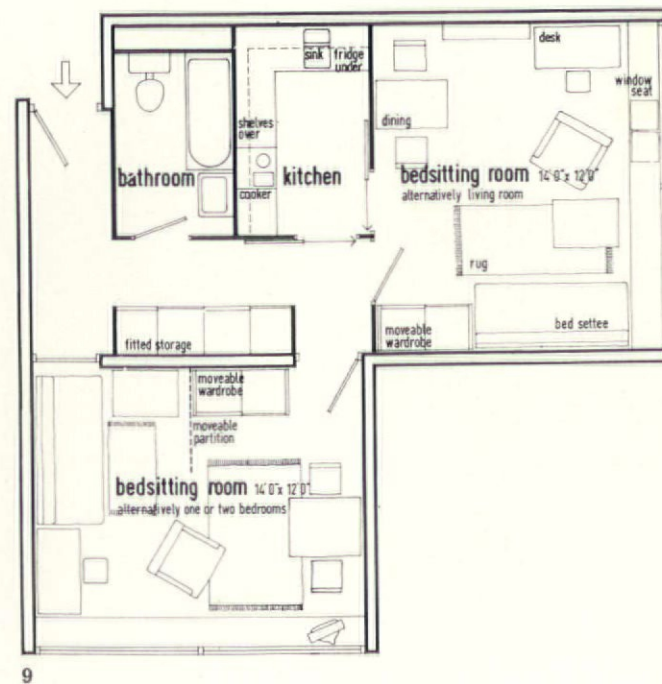 sink
fridge
under
desk
window
seat
shelves
over
dining
bathroom
kitchen
cooker
bedsitting room 14'0"x 12'0"
alternatively living room
rug
bed settee
moveable
wardrobe
fitted storage
moveable
wardrobe
moveable
partition
bedsitting room 14'0"x 12'0"
alternatively one or two bedrooms
9